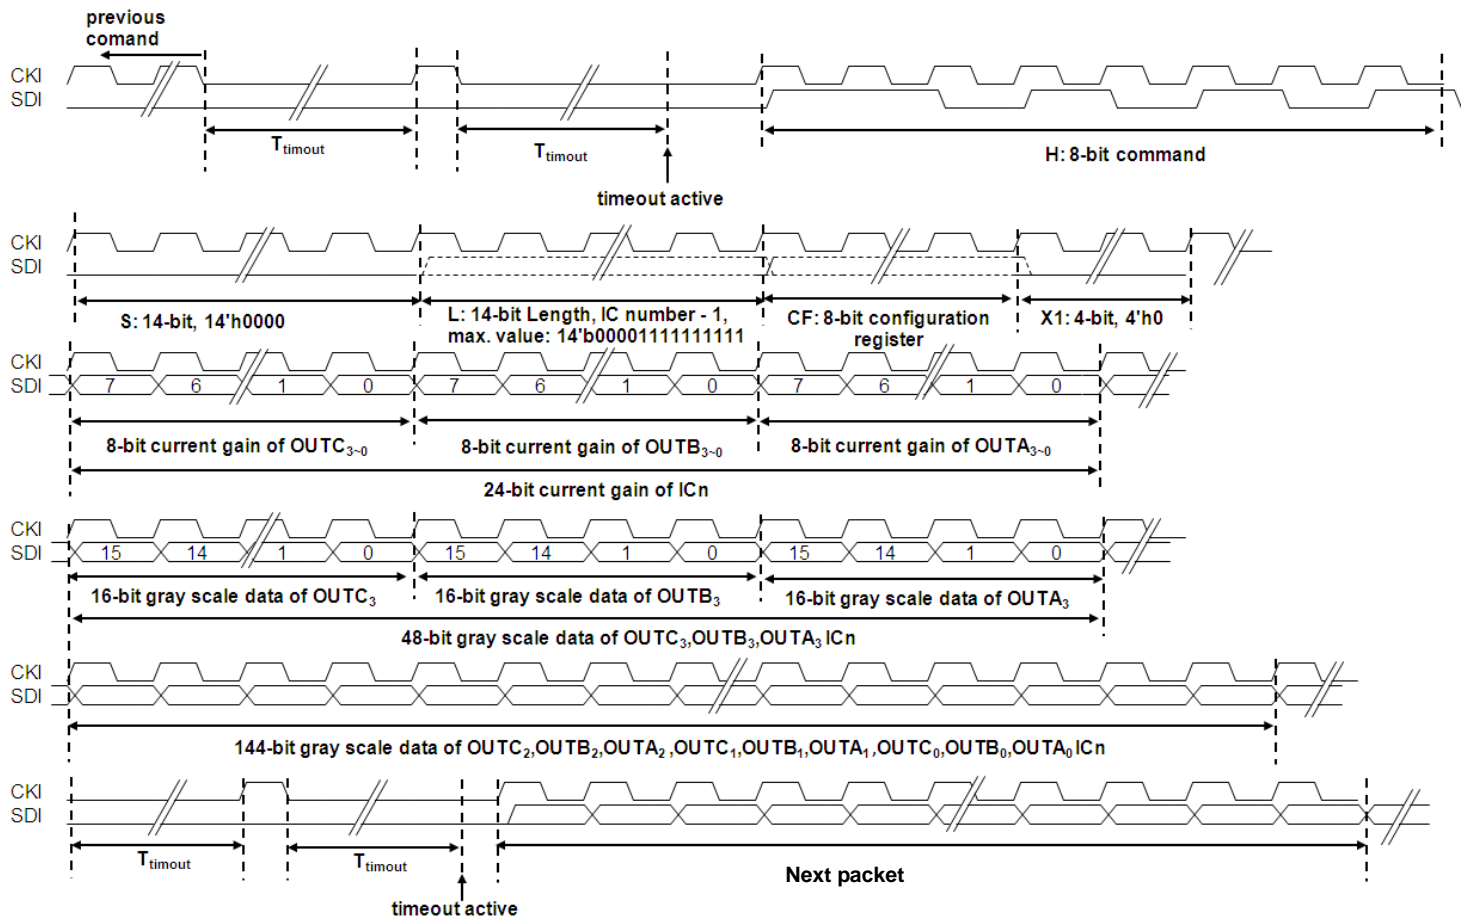 previous
comand
CKI
SDI
T_timout
T_timout
H: 8-bit command
timeout active
CKI
SDI
S: 14-bit, 14'h0000
L: 14-bit Length, IC number - 1,
max. value: 14'b00001111111111
CF: 8-bit configuration
register
X1: 4-bit, 4'h0
CKI
SDI
7 6 1 0 7 6 1 0 7 6 1 0
8-bit current gain of OUTC3~0
8-bit current gain of OUTB3~0
8-bit current gain of OUTA3~0
24-bit current gain of ICn
CKI
SDI
15 14 1 0 15 14 1 0 15 14 1 0
16-bit gray scale data of OUTC3
16-bit gray scale data of OUTB3
16-bit gray scale data of OUTA3
48-bit gray scale data of OUTC3,OUTB3,OUTA3 ICn
CKI
SDI
144-bit gray scale data of OUTC2,OUTB2,OUTA2,OUTC1,OUTB1,OUTA1,OUTC0,OUTB0,OUTA0 ICn
CKI
SDI
T_timout
T_timout
Next packet
timeout active